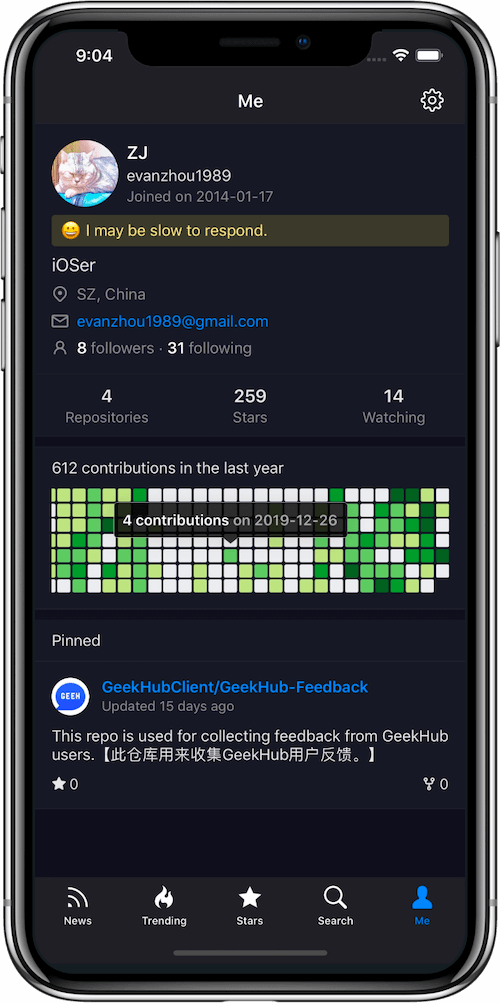 9:04
Me
ZJ
evanzhou1989
Joined on 2014-01-17
😀 I may be slow to respond.
iOSer
SZ, China
evanzhou1989@gmail.com
8 followers · 31 following
4 259 14
Repositories Stars Watching
612 contributions in the last year
4 contributions on 2019-12-26
Pinned
GEEH
GeekHubClient/GeekHub-Feedback
Updated 15 days ago
This repo is used for collecting feedback from GeekHub
users.【此仓库用来收集GeekHub用户反馈。】
0 0
News Trending Stars Search Me